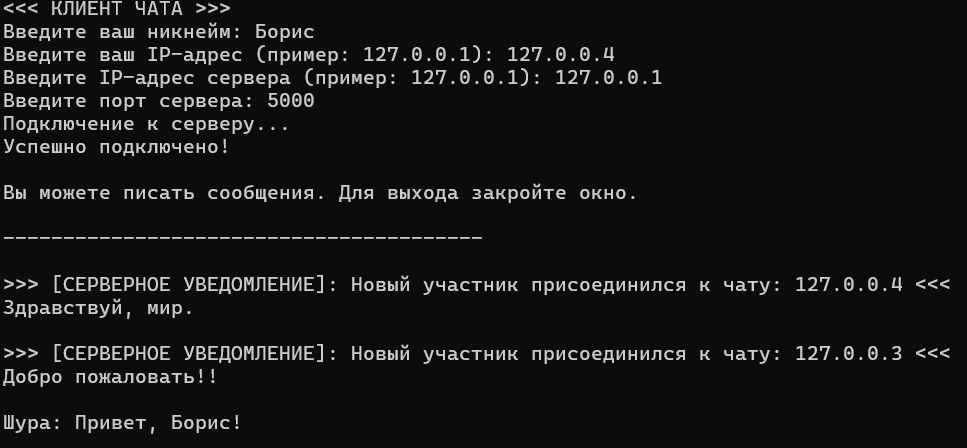 <<< КЛИЕНТ ЧАТА >>>
Введите ваш никнейм: Борис
Введите ваш IP-адрес (пример: 127.0.0.1): 127.0.0.4
Введите IP-адрес сервера (пример: 127.0.0.1): 127.0.0.1
Введите порт сервера: 5000
Подключение к серверу...
Успешно подключено!
Вы можете писать сообщения. Для выхода закройте окно.
----------------------------------------
>>> [СЕРВЕРНОЕ УВЕДОМЛЕНИЕ]: Новый участник присоединился к чату: 127.0.0.4 <<<
Здравствуй, мир.
>>> [СЕРВЕРНОЕ УВЕДОМЛЕНИЕ]: Новый участник присоединился к чату: 127.0.0.3 <<<
Добро пожаловать!!
Шура: Привет, Борис!